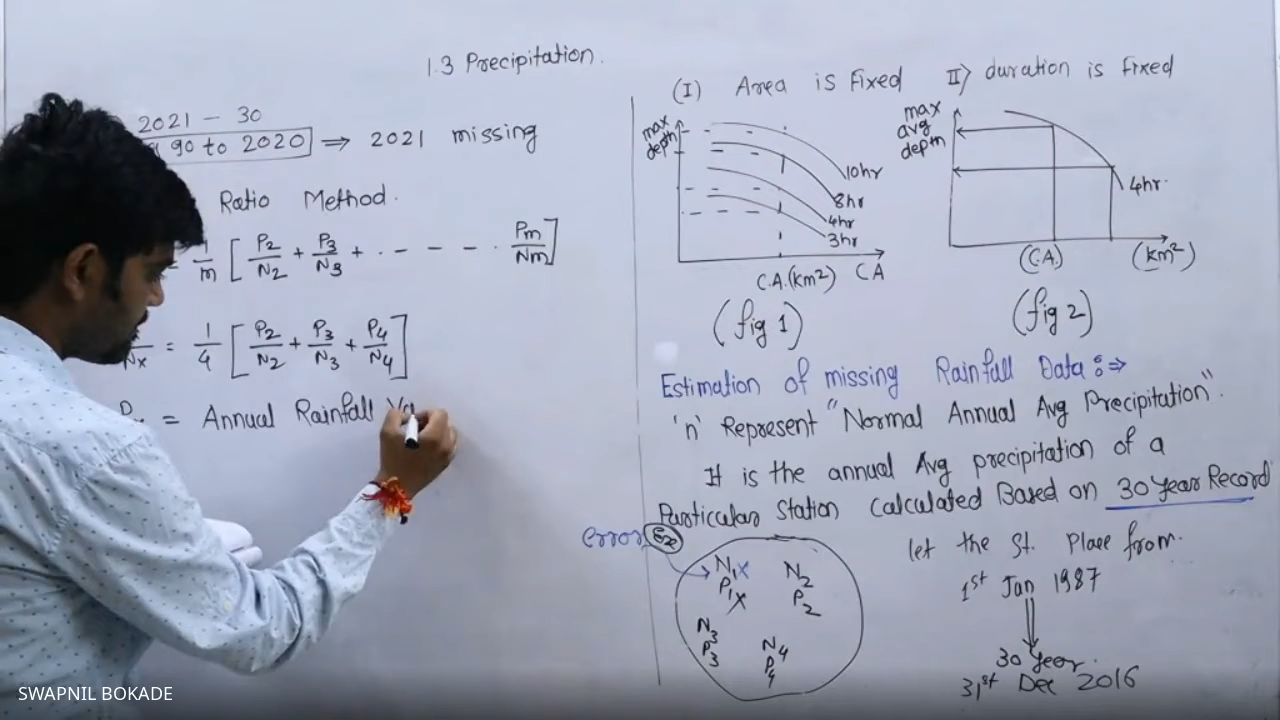 1.3 Precipitation.
2021 - 30
90 to 2020 ⇒ 2021 missing
Ratio Method.
= 1/m [ P2/N2 + P3/N3 + . - - - - . Pm/Nm ]
Nx = 1/4 [ P2/N2 + P3/N3 + P4/N4 ]
P = Annual Rainfall
(I) Area is Fixed
max depth
10hr
8hr
4hr
3hr
C.A.(km²) CA
(fig 1)
II) duration is fixed
max avg depth
4hr.
(C.A.) (km²)
(fig 2)
Estimation of missing Rainfall Data :⇒
'n' Represent "Normal Annual Avg Precipitation".
It is the annual Avg precipitation of a
Particular Station Calculated Based on 30 year Record
error
N1 X N2
P1 X P2
N3 N4
P3 P4
let the St. Place from.
1st Jan 1987
30 year.
31st Dec 2016
SWAPNIL BOKADE